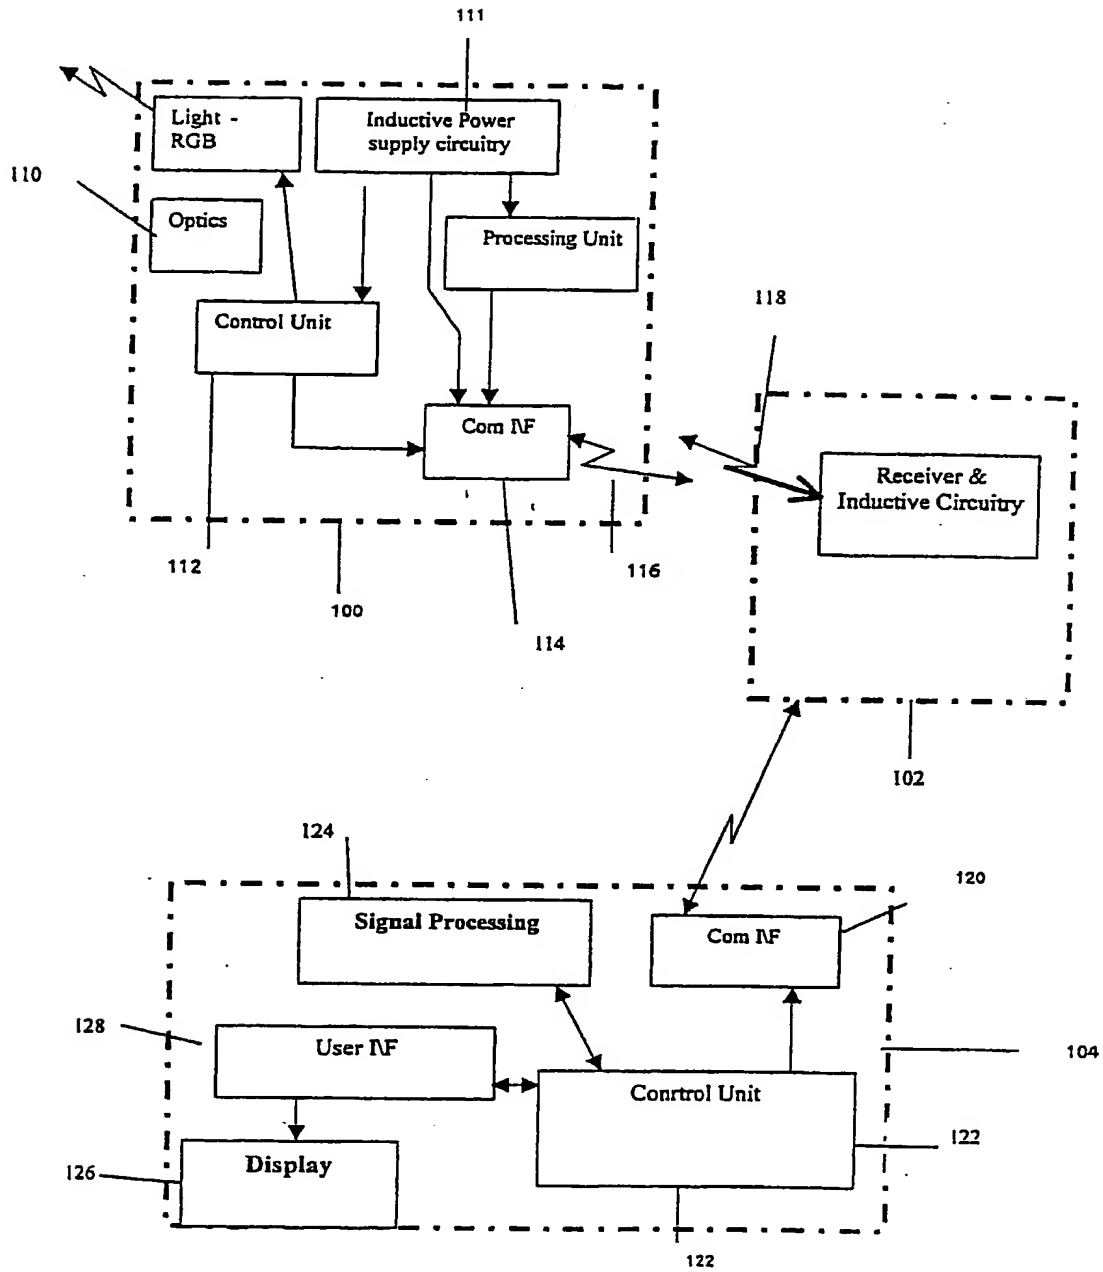 111
Light -
RGB
Inductive Power
supply circuitry
110
Optics
Processing Unit
118
Control Unit
Com I\F
Receiver &
Inductive Circuitry
112
116
100
114
102
124
120
Signal Processing
Com I\F
128
User I\F
104
Conrtrol Unit
122
Display
126
122